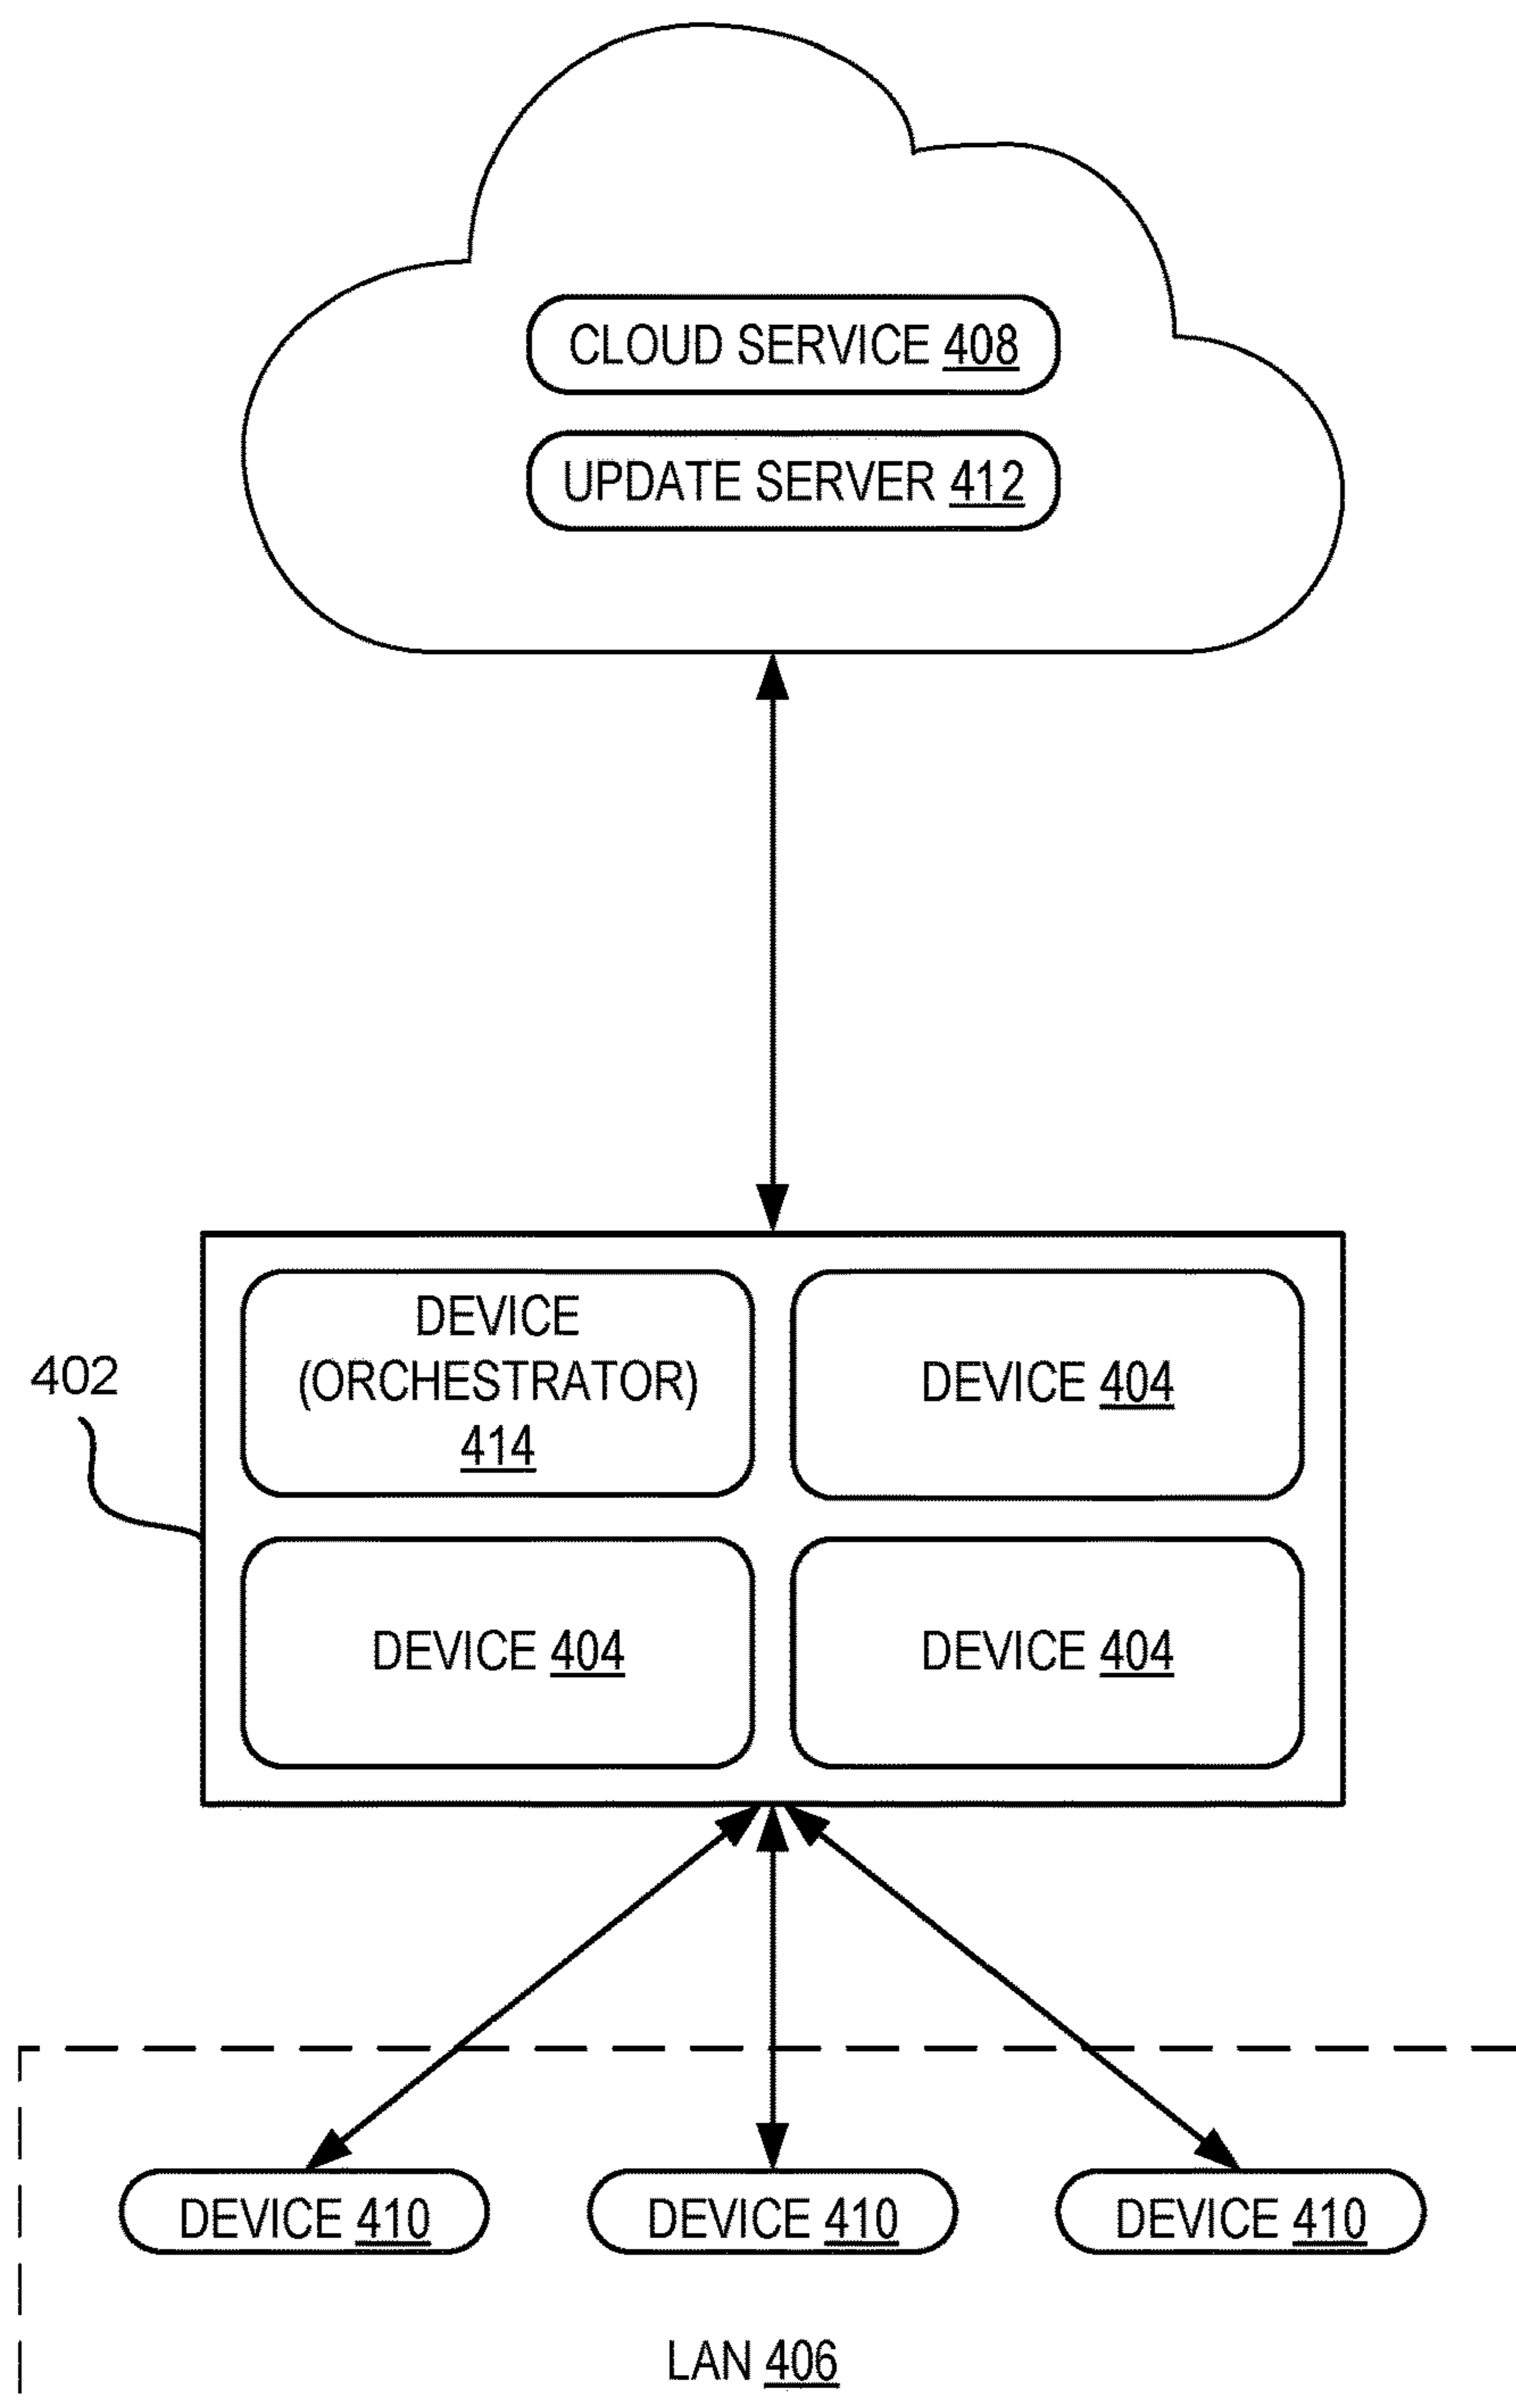 CLOUD SERVICE 408
UPDATE SERVER 412
402
DEVICE
(ORCHESTRATOR)
414
DEVICE 404
DEVICE 404
DEVICE 404
DEVICE 410
DEVICE 410
DEVICE 410
LAN 406